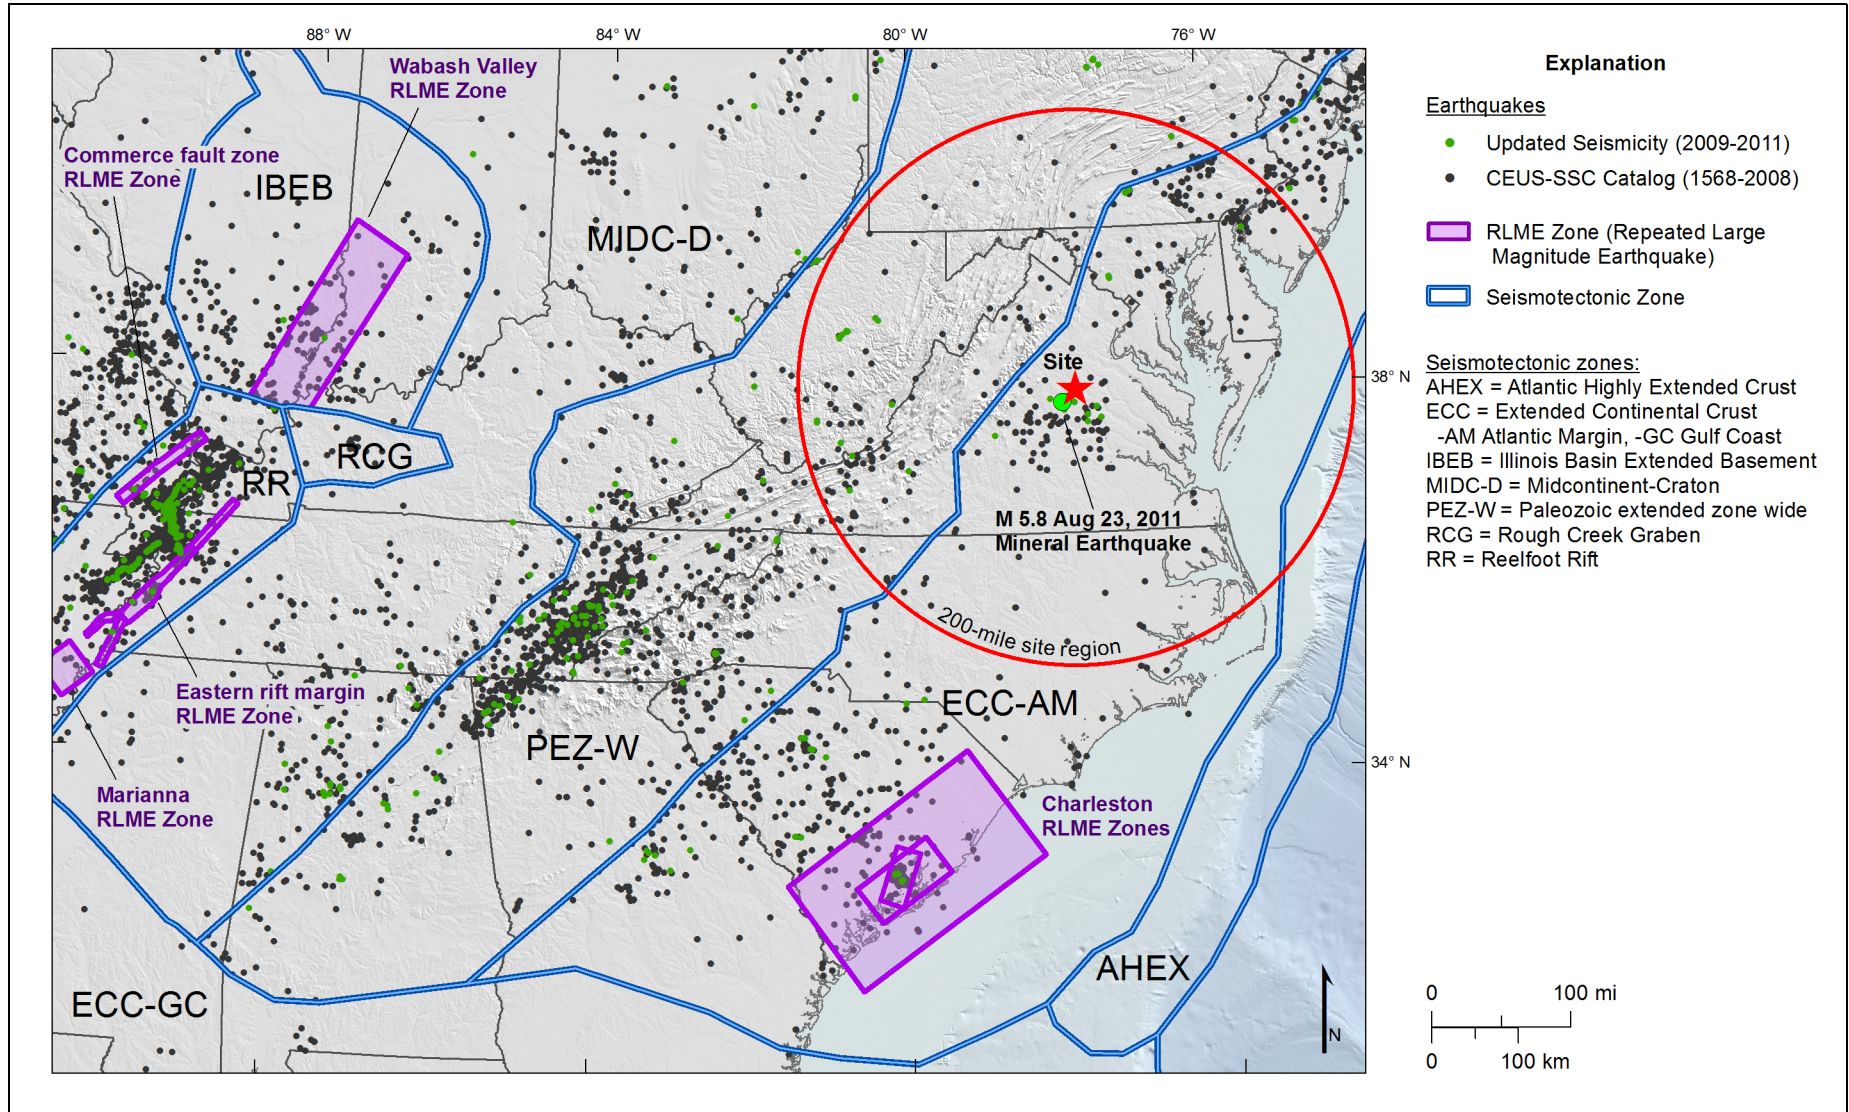 88° W
84° W
80° W
76° W
Wabash Valley
RLME Zone
Commerce fault zone
RLME Zone
IBEB
MIDC-D
Site
38° N
RCG
RR
M 5.8 Aug 23, 2011
Mineral Earthquake
200-mile site region
Eastern rift margin
RLME Zone
ECC-AM
PEZ-W
34° N
Marianna
RLME Zone
Charleston
RLME Zones
AHEX
ECC-GC
N
Explanation
Earthquakes
Updated Seismicity (2009-2011)
CEUS-SSC Catalog (1568-2008)
RLME Zone (Repeated Large
Magnitude Earthquake)
Seismotectonic Zone
Seismotectonic zones:
AHEX = Atlantic Highly Extended Crust
ECC = Extended Continental Crust
-AM Atlantic Margin, -GC Gulf Coast
IBEB = Illinois Basin Extended Basement
MIDC-D = Midcontinent-Craton
PEZ-W = Paleozoic extended zone wide
RCG = Rough Creek Graben
RR = Reelfoot Rift
0 100 mi
0 100 km